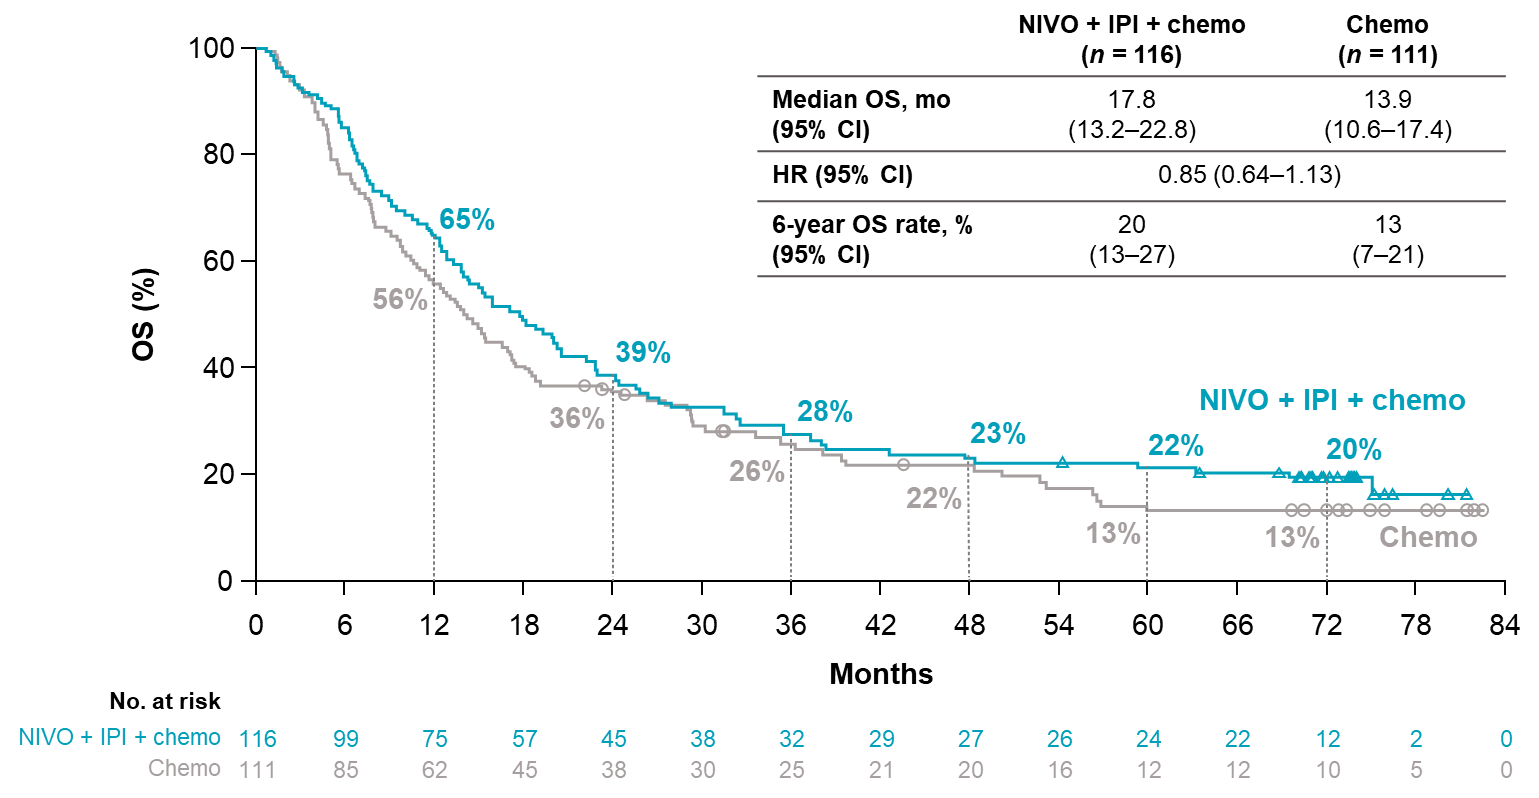 NIVO + IPI + chemo Chemo
(n = 116) (n = 111)
Median OS, mo 17.8 13.9
(95% CI) (13.2–22.8) (10.6–17.4)
HR (95% CI) 0.85 (0.64–1.13)
6-year OS rate, % 20 13
(95% CI) (13–27) (7–21)
OS (%)
100
80
60
40
20
0
65%
56%
39%
36%
28%
26%
23%
22%
22%
13%
20%
13%
NIVO + IPI + chemo
Chemo
0 6 12 18 24 30 36 42 48 54 60 66 72 78 84
Months
No. at risk
NIVO + IPI + chemo 116 99 75 57 45 38 32 29 27 26 24 22 12 2 0
Chemo 111 85 62 45 38 30 25 21 20 16 12 12 10 5 0